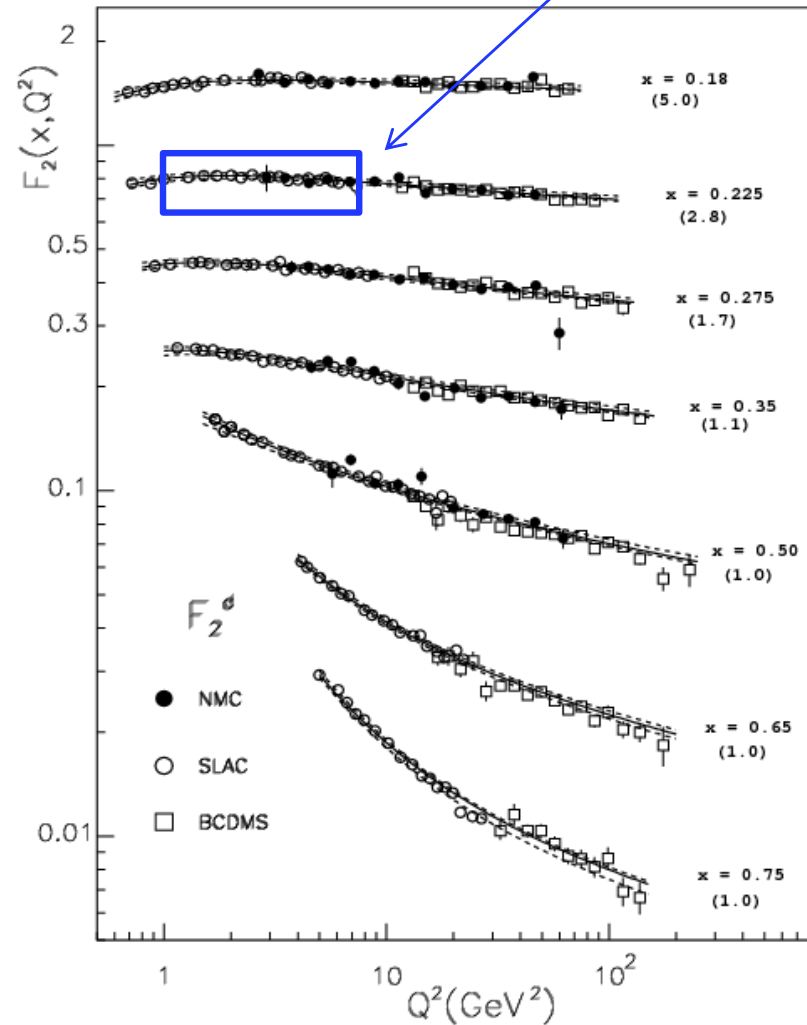 F₂(x,Q²)
2
0.5
0.3
0.1
0.01
x = 0.18
(5.0)
x = 0.225
(2.8)
x = 0.275
(1.7)
x = 0.35
(1.1)
x = 0.50
(1.0)
x = 0.65
(1.0)
x = 0.75
(1.0)
F₂ᵈ
NMC
SLAC
BCDMS
1
10
10²
Q²(GeV²)